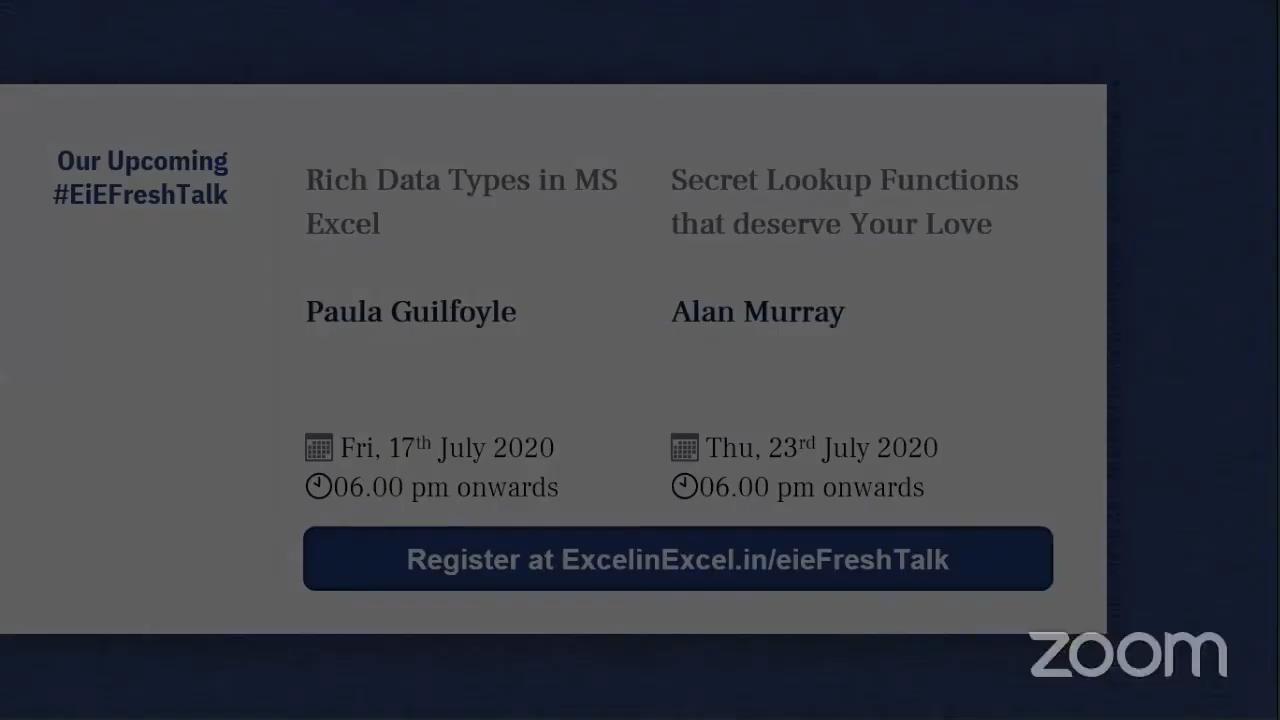 Our Upcoming
#EiEFreshTalk
Rich Data Types in MS
Excel
Paula Guilfoyle
Fri, 17th July 2020
06.00 pm onwards
Secret Lookup Functions
that deserve Your Love
Alan Murray
Thu, 23rd July 2020
06.00 pm onwards
Register at ExcelinExcel.in/eieFreshTalk
zoom